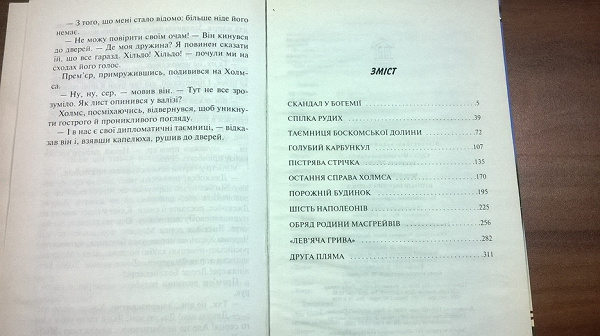 — З того, що мені стало відомо: більше ніде його
немає.
— Не можу повірити своїм очам! — Він кинувся
до дверей. — Де моя дружина? Я повинен сказати
їй, що все гаразд. Хільдо! Хільдо! — почули ми на
сходах його голос.
Прем'єр, примружившись, подивився на Холм-
са.
— Ну, ну, сер, — мовив він. — Тут не все зро-
зуміло. Як лист опинився у валізі?
Холмс, посміхаючись, відвернувся, щоб уникну-
ти гострого й проникливого погляду.
— І в нас є свої дипломатичні таємниці, — відка-
зав він і, взявши капелюха, рушив до дверей.
ЗМІСТ
СКАНДАЛ У БОГЕМІЇ 5
СПІЛКА РУДИХ 39
ТАЄМНИЦЯ БОСКОМСЬКОЇ ДОЛИНИ 72
ГОЛУБИЙ КАРБУНКУЛ 107
ПІСТРЯВА СТРІЧКА 135
ОСТАННЯ СПРАВА ХОЛМСА 170
ПОРОЖНІЙ БУДИНОК 195
ШІСТЬ НАПОЛЕОНІВ 225
ОБРЯД РОДИНИ МАСГРЕЙВІВ 256
«ЛЕВ'ЯЧА ГРИВА» 282
ДРУГА ПЛЯМА 311